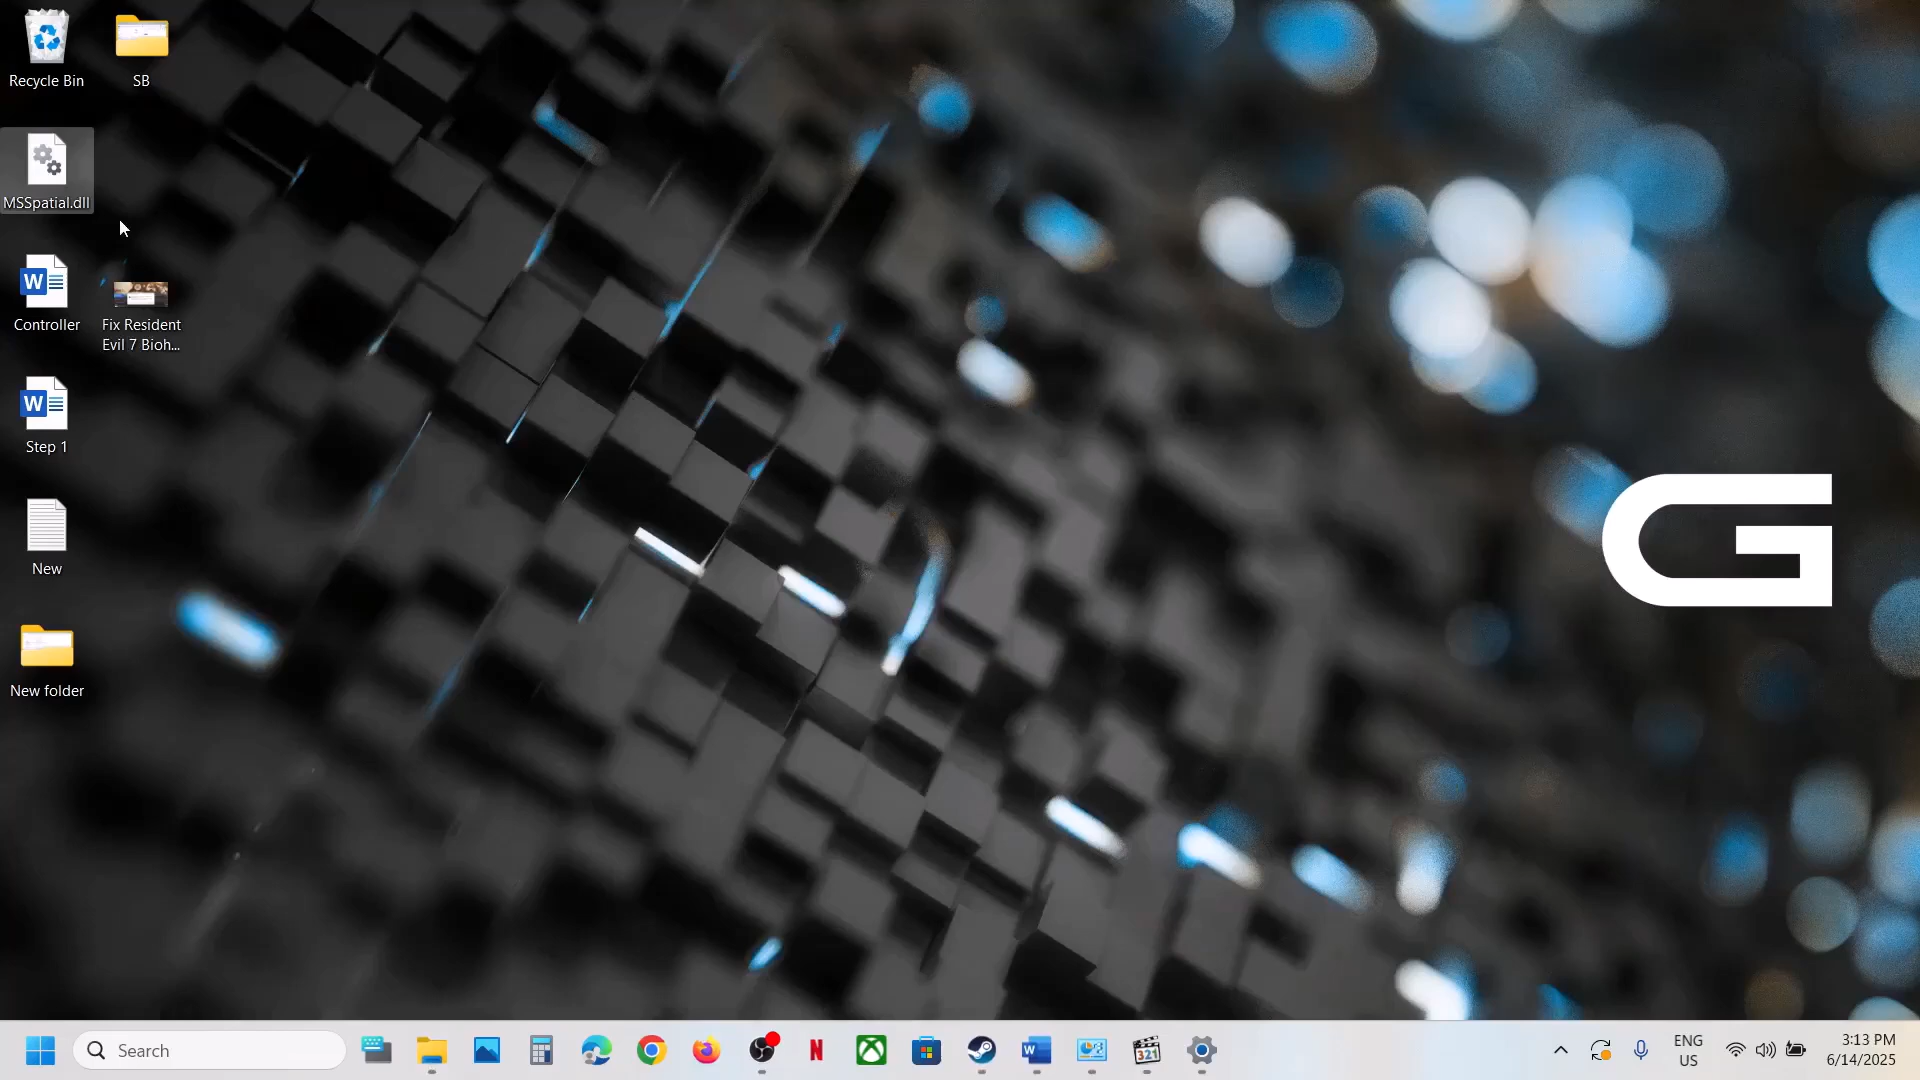 Recycle Bin
SB
MSSpatial.dll
Controller
Fix Resident
Evil 7 Bioh...
Step 1
New
New folder
G
Search
ENG
US
3:13 PM
6/14/2025